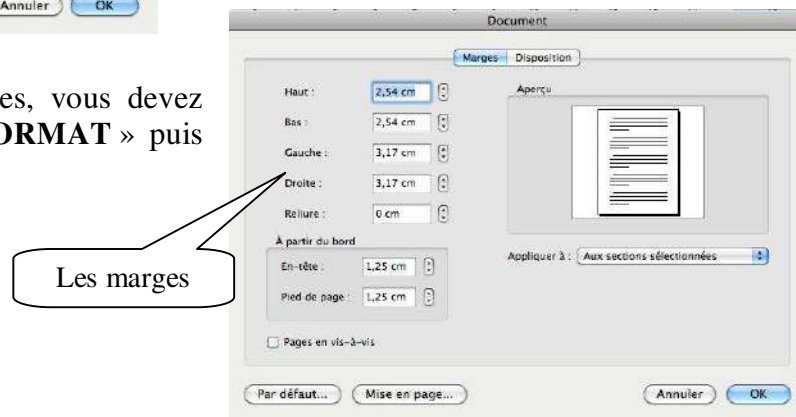 Annuler OK
Document
Marges Disposition
es, vous devez
ORMAT » puis
Haut : 2,54 cm
Aperçu
Bas : 2,54 cm
Gauche : 3,17 cm
Droite : 3,17 cm
Reliure : 0 cm
À partir du bord
En-tête : 1,25 cm
Appliquer à : Aux sections sélectionnées
Pied de page : 1,25 cm
Les marges
Pages en vis-à-vis
Par défaut... Mise en page... Annuler OK